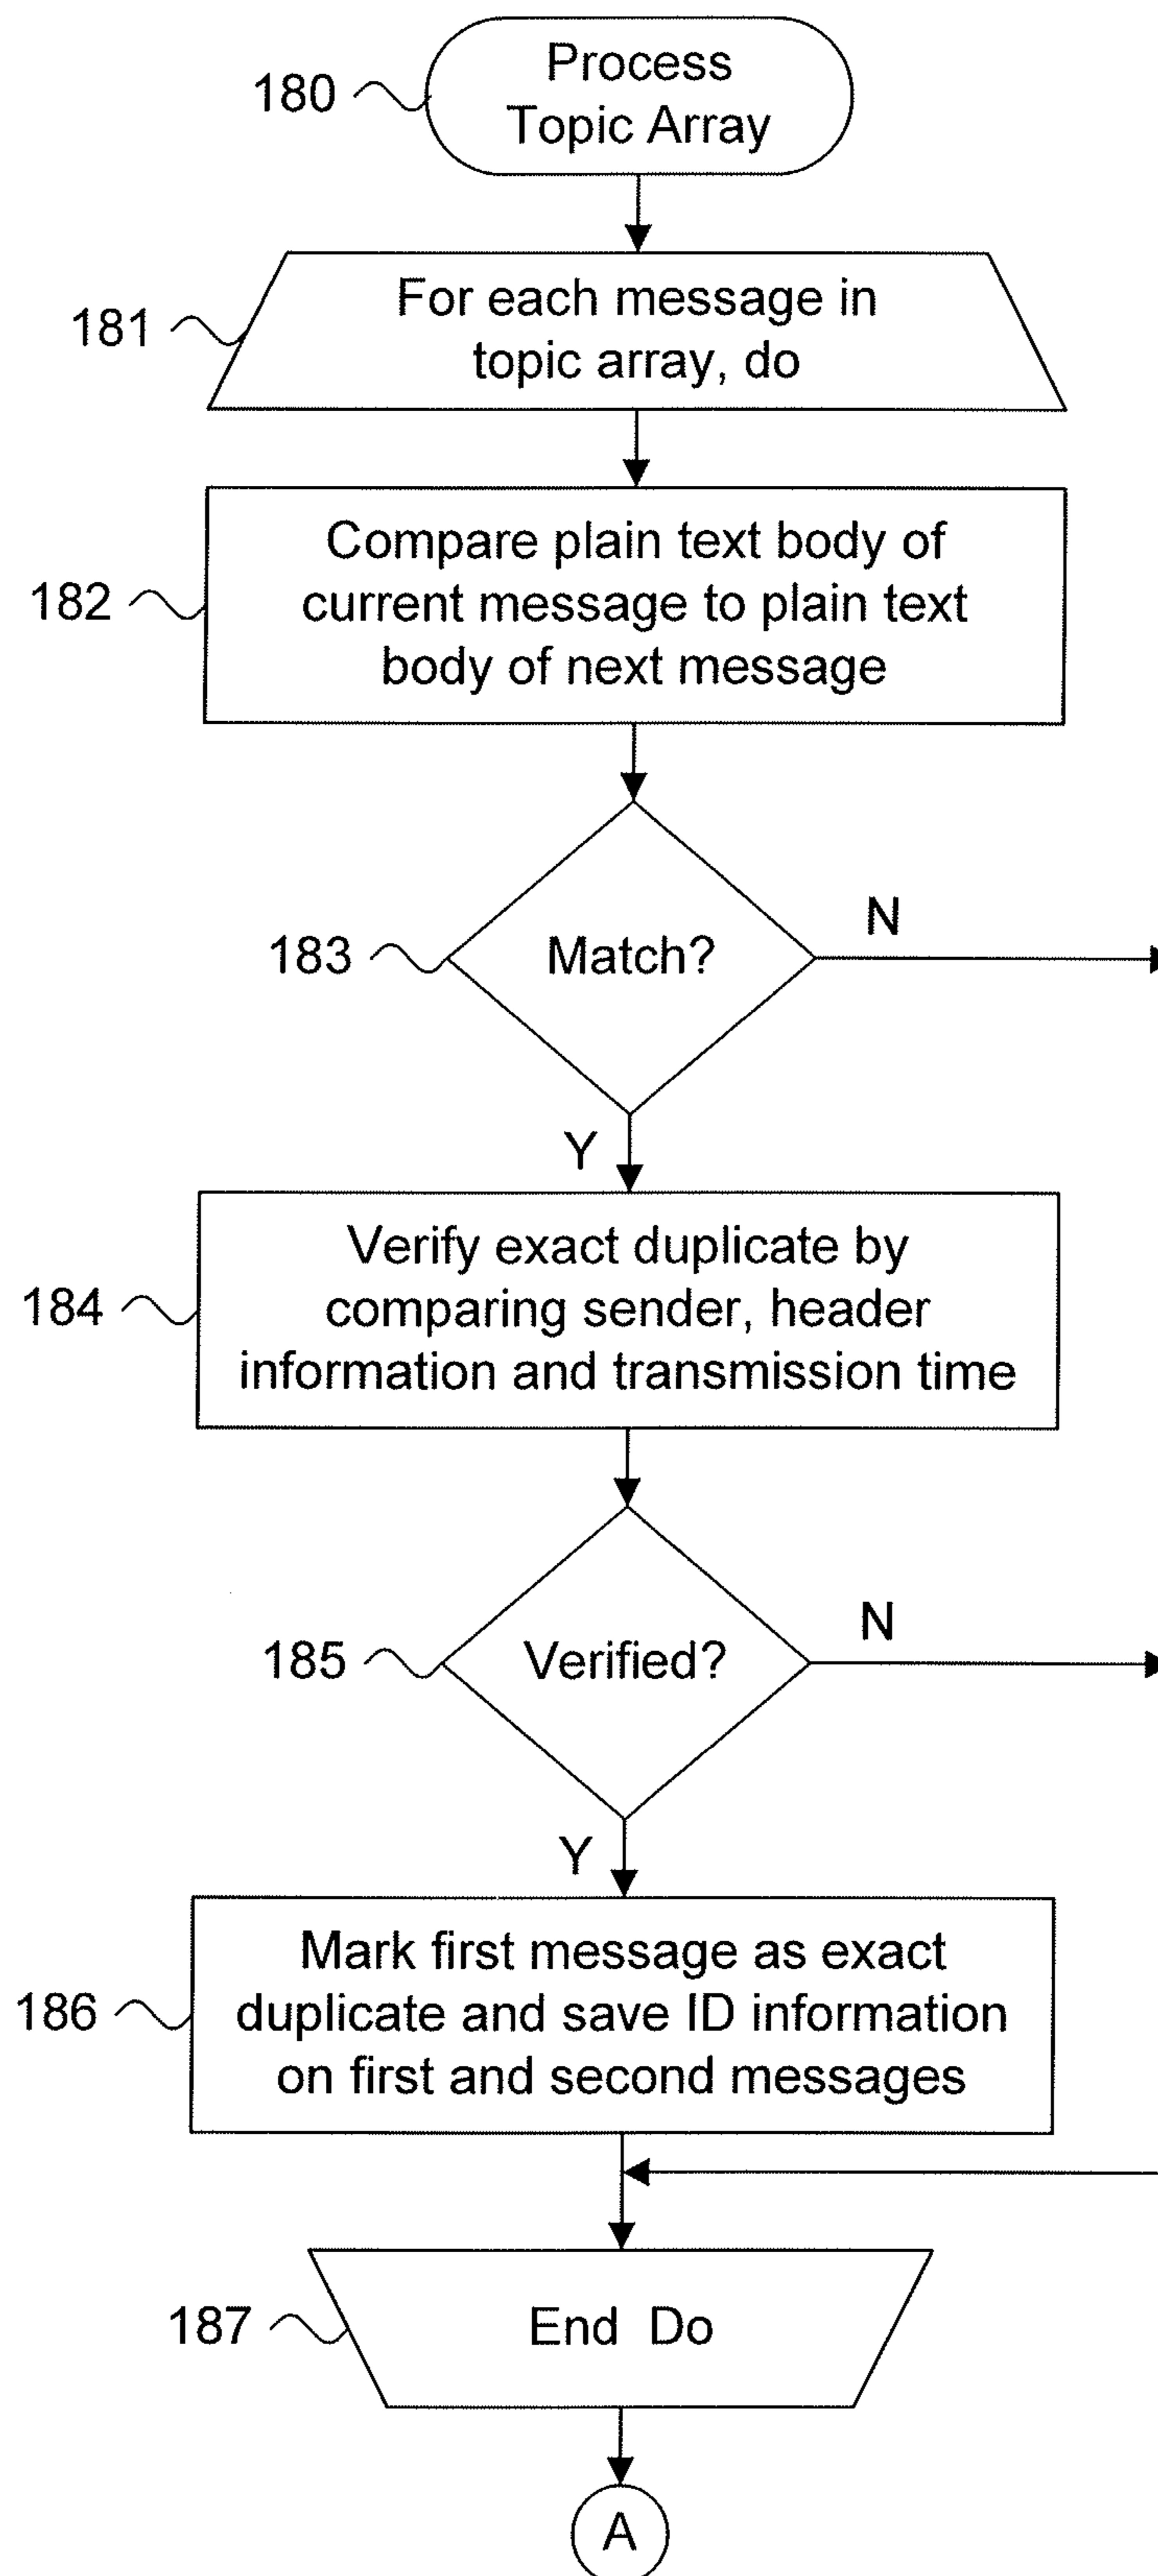 180
Process
Topic Array
181
For each message in
topic array, do
182
Compare plain text body of
current message to plain text
body of next message
183
Match?
N
Y
184
Verify exact duplicate by
comparing sender, header
information and transmission time
185
Verified?
N
Y
186
Mark first message as exact
duplicate and save ID information
on first and second messages
187
End Do
A